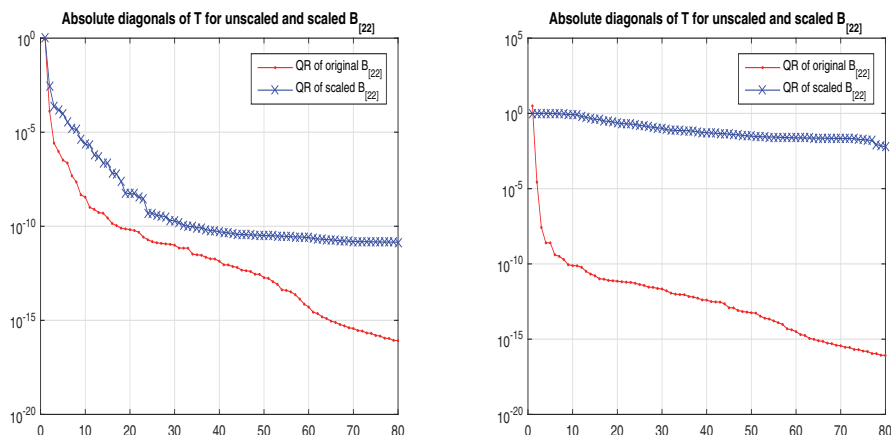 Absolute diagonals of T for unscaled and scaled B[22]
10^0
10^-5
10^-10
10^-15
10^-20
0 10 20 30 40 50 60 70 80
QR of original B[22]
QR of scaled B[22]
Absolute diagonals of T for unscaled and scaled B[22]
10^5
10^0
10^-5
10^-10
10^-15
10^-20
0 10 20 30 40 50 60 70 80
QR of original B[22]
QR of scaled B[22]